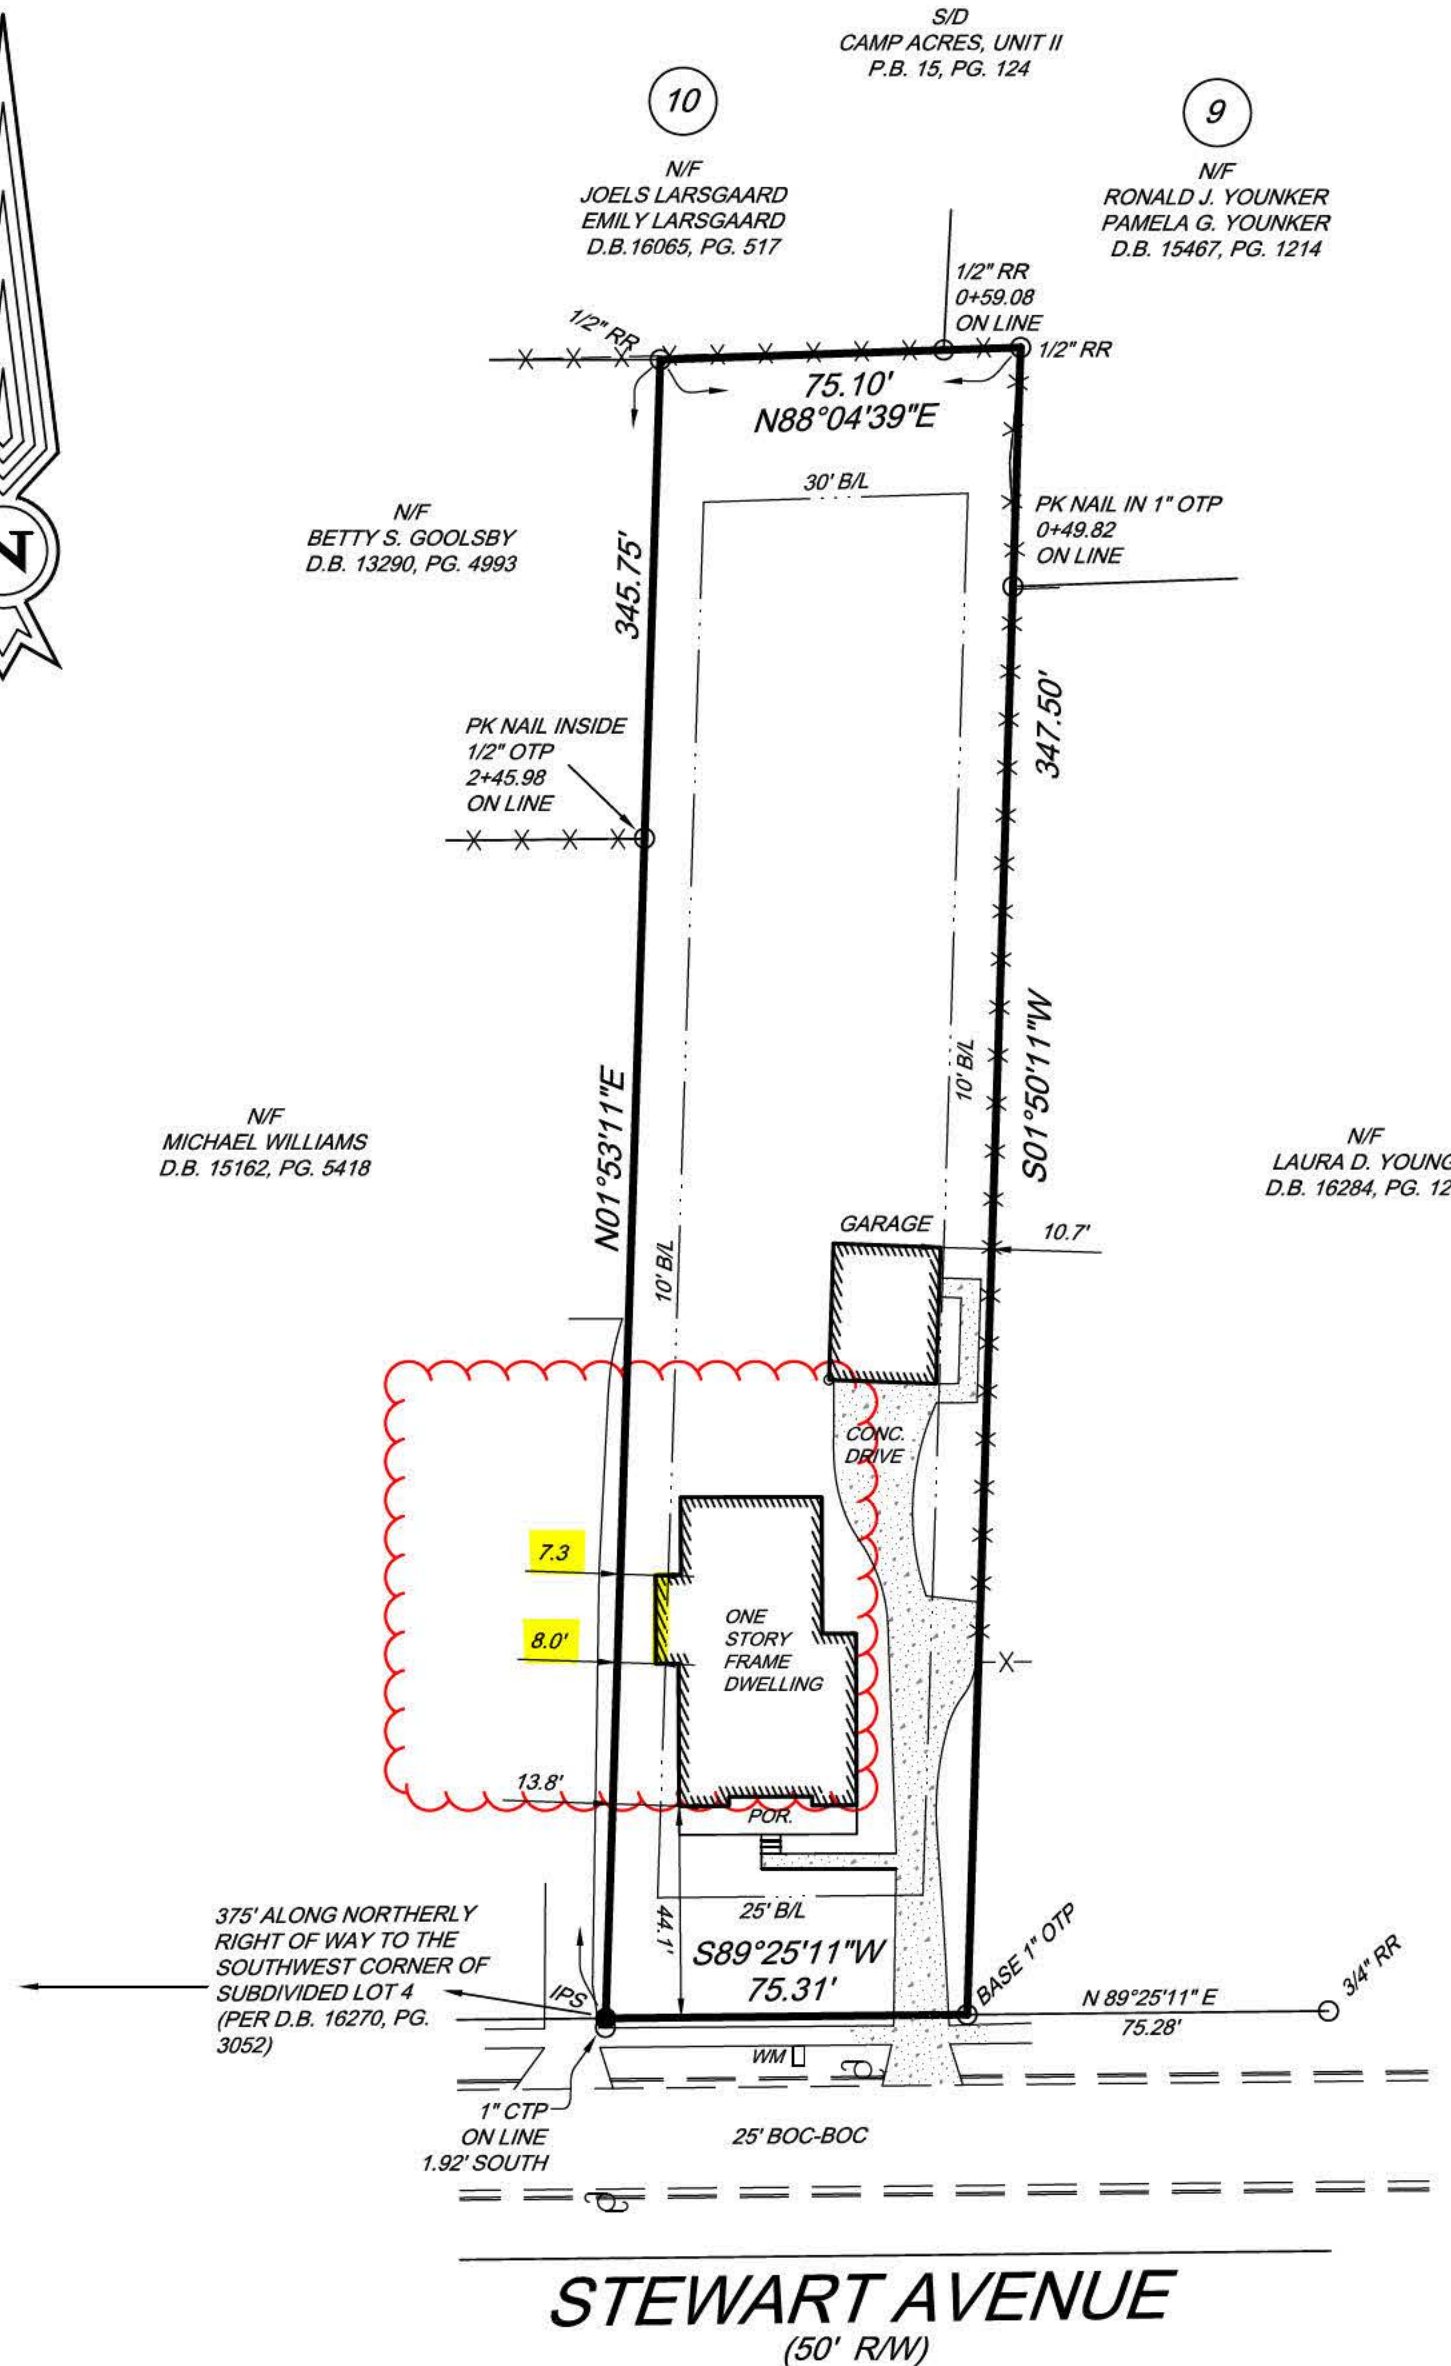 S/D
CAMP ACRES, UNIT II
P.B. 15, PG. 124
10
9
N/F
JOELS LARSGAARD
EMILY LARSGAARD
D.B.16065, PG. 517
N/F
RONALD J. YOUNKER
PAMELA G. YOUNKER
D.B. 15467, PG. 1214
1/2" RR
0+59.08
ON LINE
1/2" RR
1/2" RR
75.10'
N88°04'39"E
30' B/L
N/F
BETTY S. GOOLSBY
D.B. 13290, PG. 4993
345.75'
PK NAIL IN 1" OTP
0+49.82
ON LINE
Z
347.50'
PK NAIL INSIDE
1/2" OTP
2+45.98
ON LINE
N01°53'11"E
10' B/L
S01°50'11"W
N/F
MICHAEL WILLIAMS
D.B. 15162, PG. 5418
N/F
LAURA D. YOUNG
D.B. 16284, PG. 12
GARAGE
10.7'
10' B/L
CONC.
DRIVE
7.3
8.0'
ONE
STORY
FRAME
DWELLING
13.8'
POR.
44.1'
25' B/L
S89°25'11"W
75.31'
375' ALONG NORTHERLY
RIGHT OF WAY TO THE
SOUTHWEST CORNER OF
SUBDIVIDED LOT 4
(PER D.B. 16270, PG.
3052)
IPS
BASE 1" OTP
N 89°25'11" E
75.28'
3/4" RR
WM
1" CTP
ON LINE
1.92' SOUTH
25' BOC-BOC
STEWART AVENUE
(50' R/W)